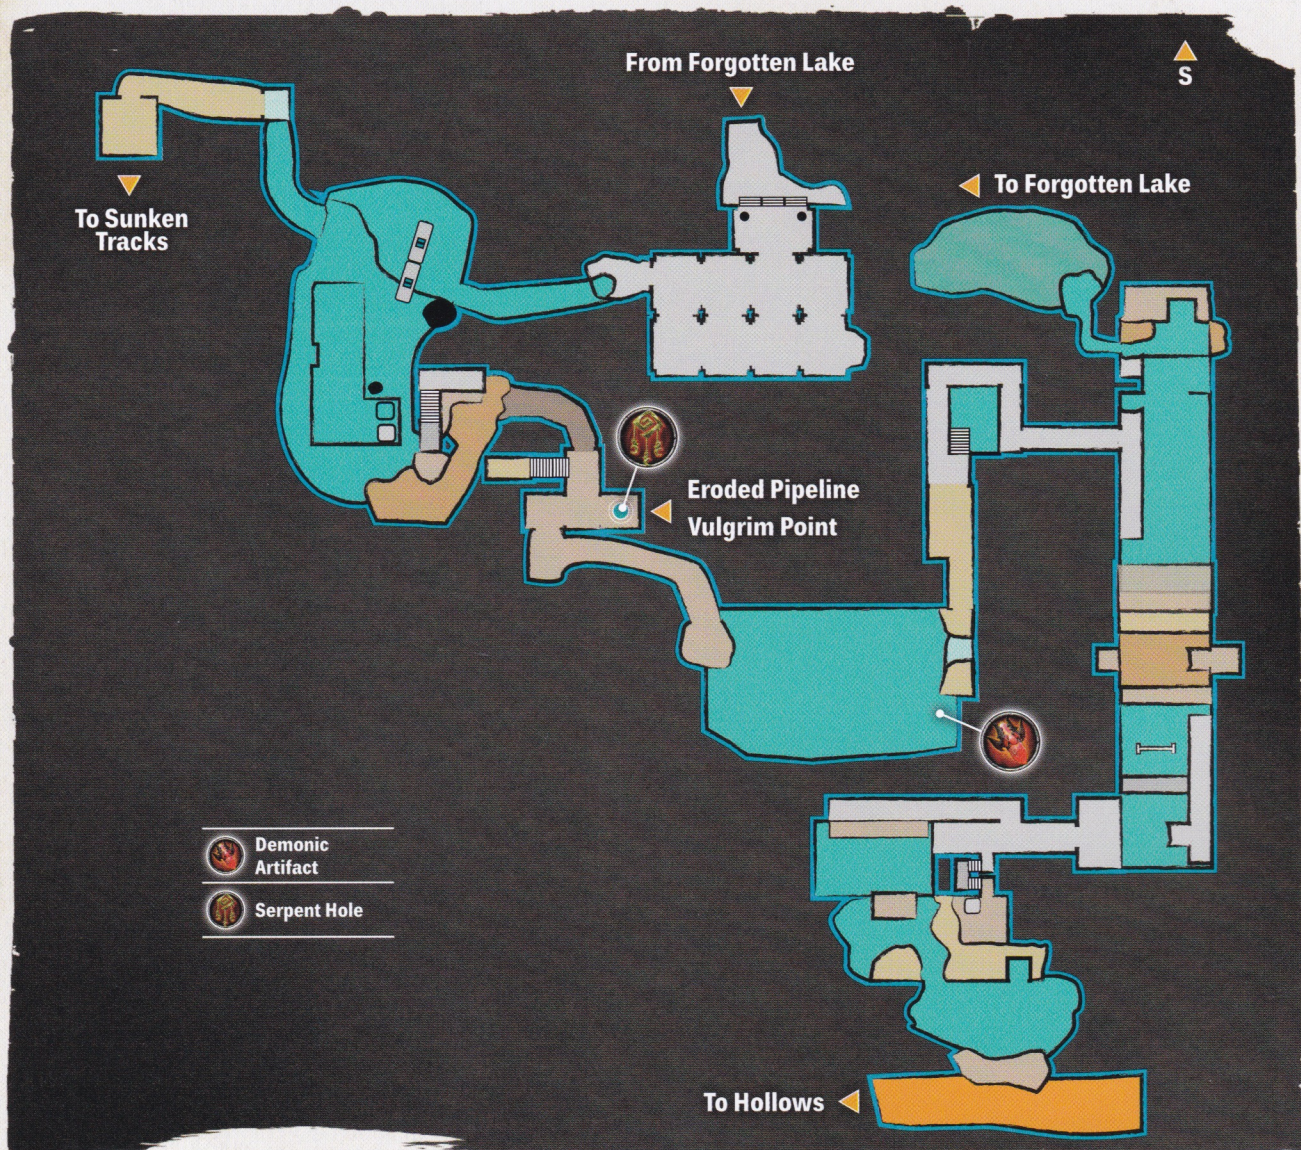 From Forgotten Lake
S
To Forgotten Lake
To Sunken
Tracks
Eroded Pipeline
Vulgrim Point
Demonic
Artifact
Serpent Hole
To Hollows